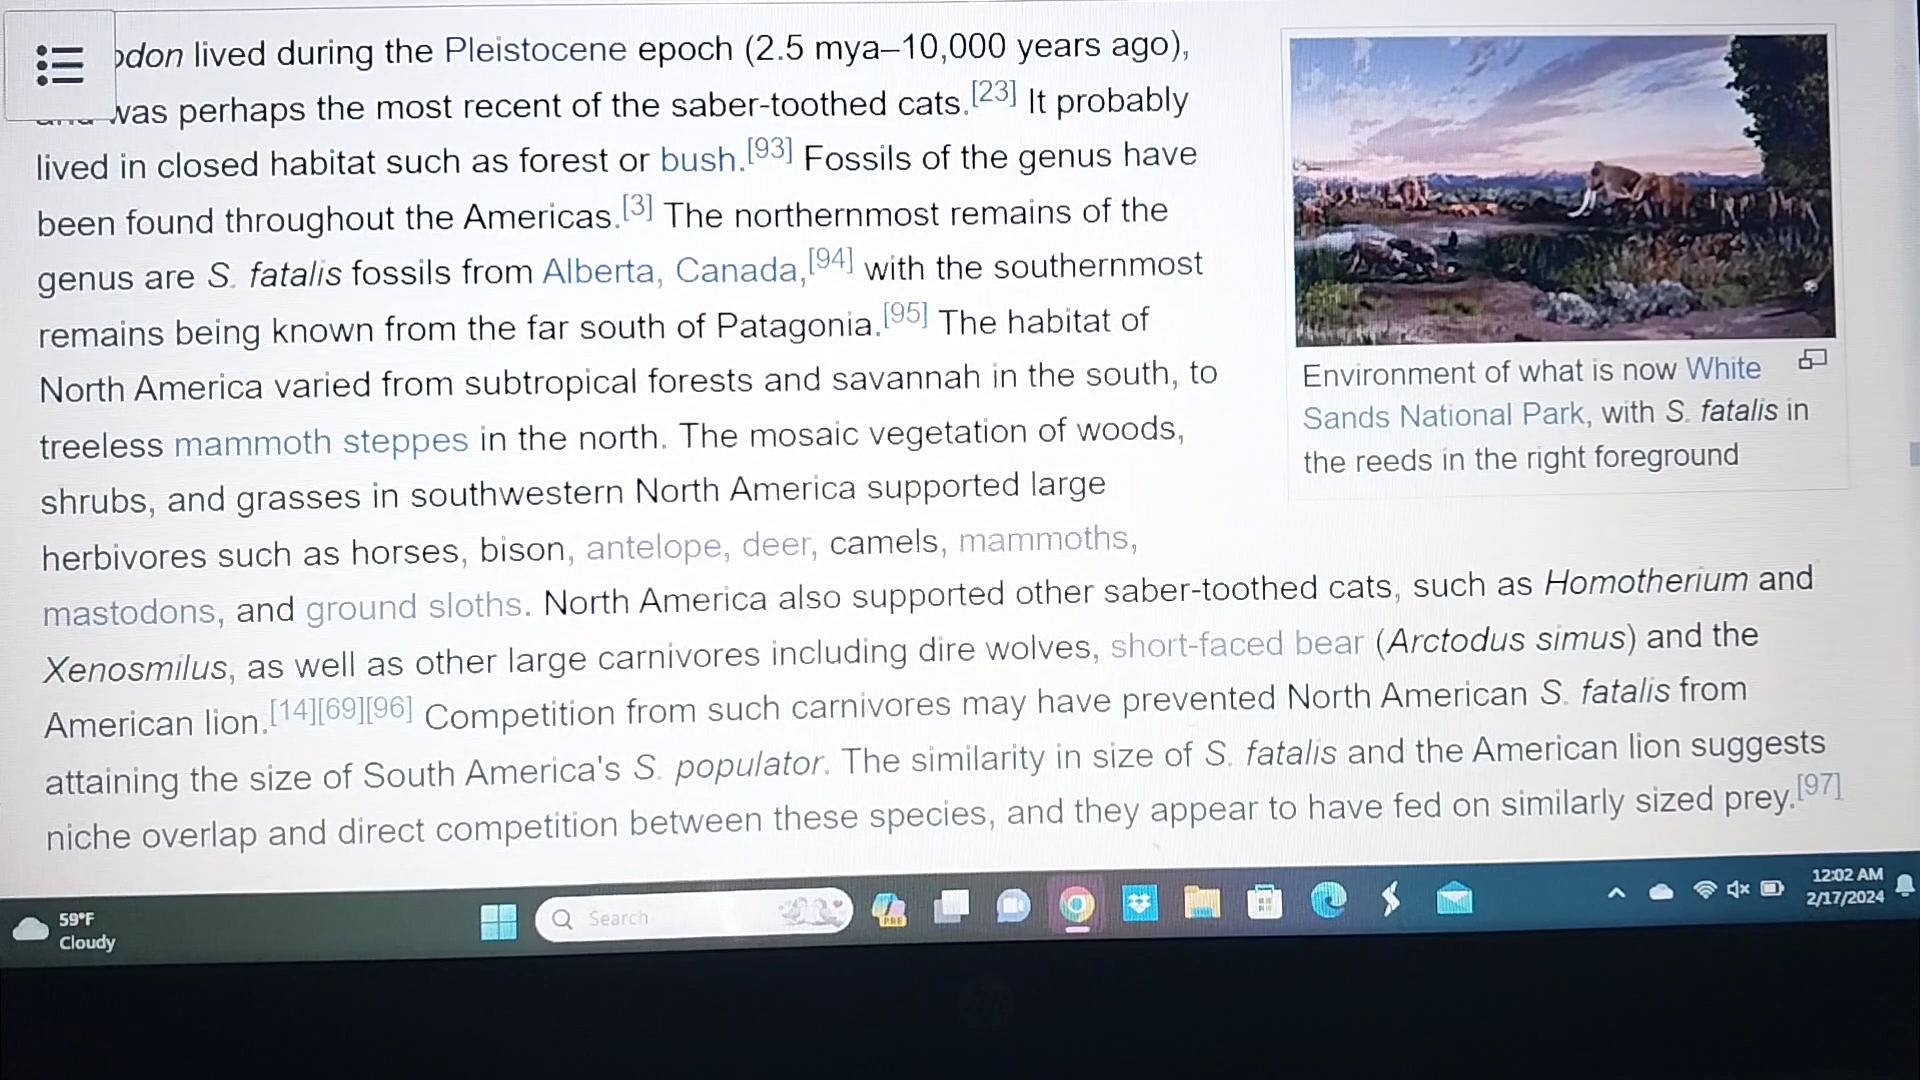 odon lived during the Pleistocene epoch (2.5 mya–10,000 years ago),
was perhaps the most recent of the saber-toothed cats.[23] It probably
lived in closed habitat such as forest or bush.[93] Fossils of the genus have
been found throughout the Americas.[3] The northernmost remains of the
genus are S. fatalis fossils from Alberta, Canada,[94] with the southernmost
remains being known from the far south of Patagonia.[95] The habitat of
North America varied from subtropical forests and savannah in the south, to
treeless mammoth steppes in the north. The mosaic vegetation of woods,
shrubs, and grasses in southwestern North America supported large
herbivores such as horses, bison, antelope, deer, camels, mammoths,
mastodons, and ground sloths. North America also supported other saber-toothed cats, such as Homotherium and
Xenosmilus, as well as other large carnivores including dire wolves, short-faced bear (Arctodus simus) and the
American lion.[14][69][96] Competition from such carnivores may have prevented North American S. fatalis from
attaining the size of South America's S. populator. The similarity in size of S. fatalis and the American lion suggests
niche overlap and direct competition between these species, and they appear to have fed on similarly sized prey.[97]
Environment of what is now White
Sands National Park, with S. fatalis in
the reeds in the right foreground
59°F
Cloudy
Search
PRE
12:02 AM
2/17/2024